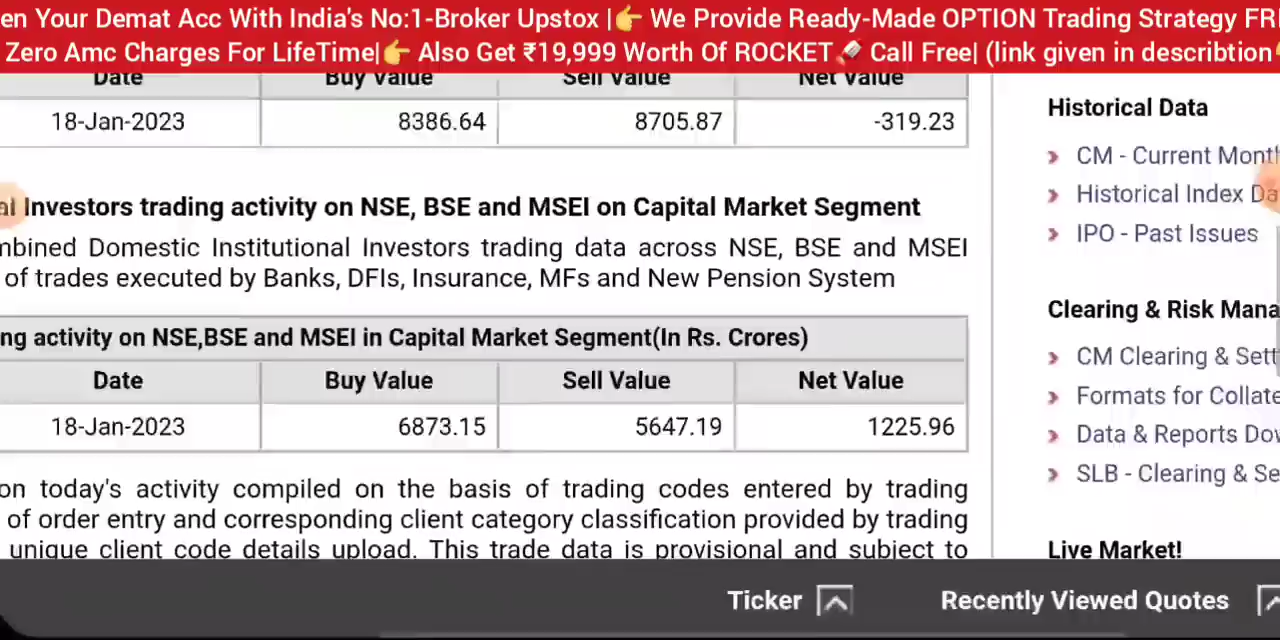 en Your Demat Acc With India's No:1-Broker Upstox |👉 We Provide Ready-Made OPTION Trading Strategy FR
Zero Amc Charges For LifeTime|👉 Also Get ₹19,999 Worth Of ROCKET🚀 Call Free| (link given in describtion
Date Buy Value Sell Value Net Value
18-Jan-2023 8386.64 8705.87 -319.23
al Investors trading activity on NSE, BSE and MSEI on Capital Market Segment
mbined Domestic Institutional Investors trading data across NSE, BSE and MSEI
of trades executed by Banks, DFIs, Insurance, MFs and New Pension System
ng activity on NSE,BSE and MSEI in Capital Market Segment(In Rs. Crores)
Date Buy Value Sell Value Net Value
18-Jan-2023 6873.15 5647.19 1225.96
on today's activity compiled on the basis of trading codes entered by trading
of order entry and corresponding client category classification provided by trading
unique client code details upload. This trade data is provisional and subject to
Historical Data
CM - Current Month
Historical Index Da
IPO - Past Issues
Clearing & Risk Mana
CM Clearing & Sett
Formats for Collate
Data & Reports Dow
SLB - Clearing & Se
Live Market!
Ticker
Recently Viewed Quotes